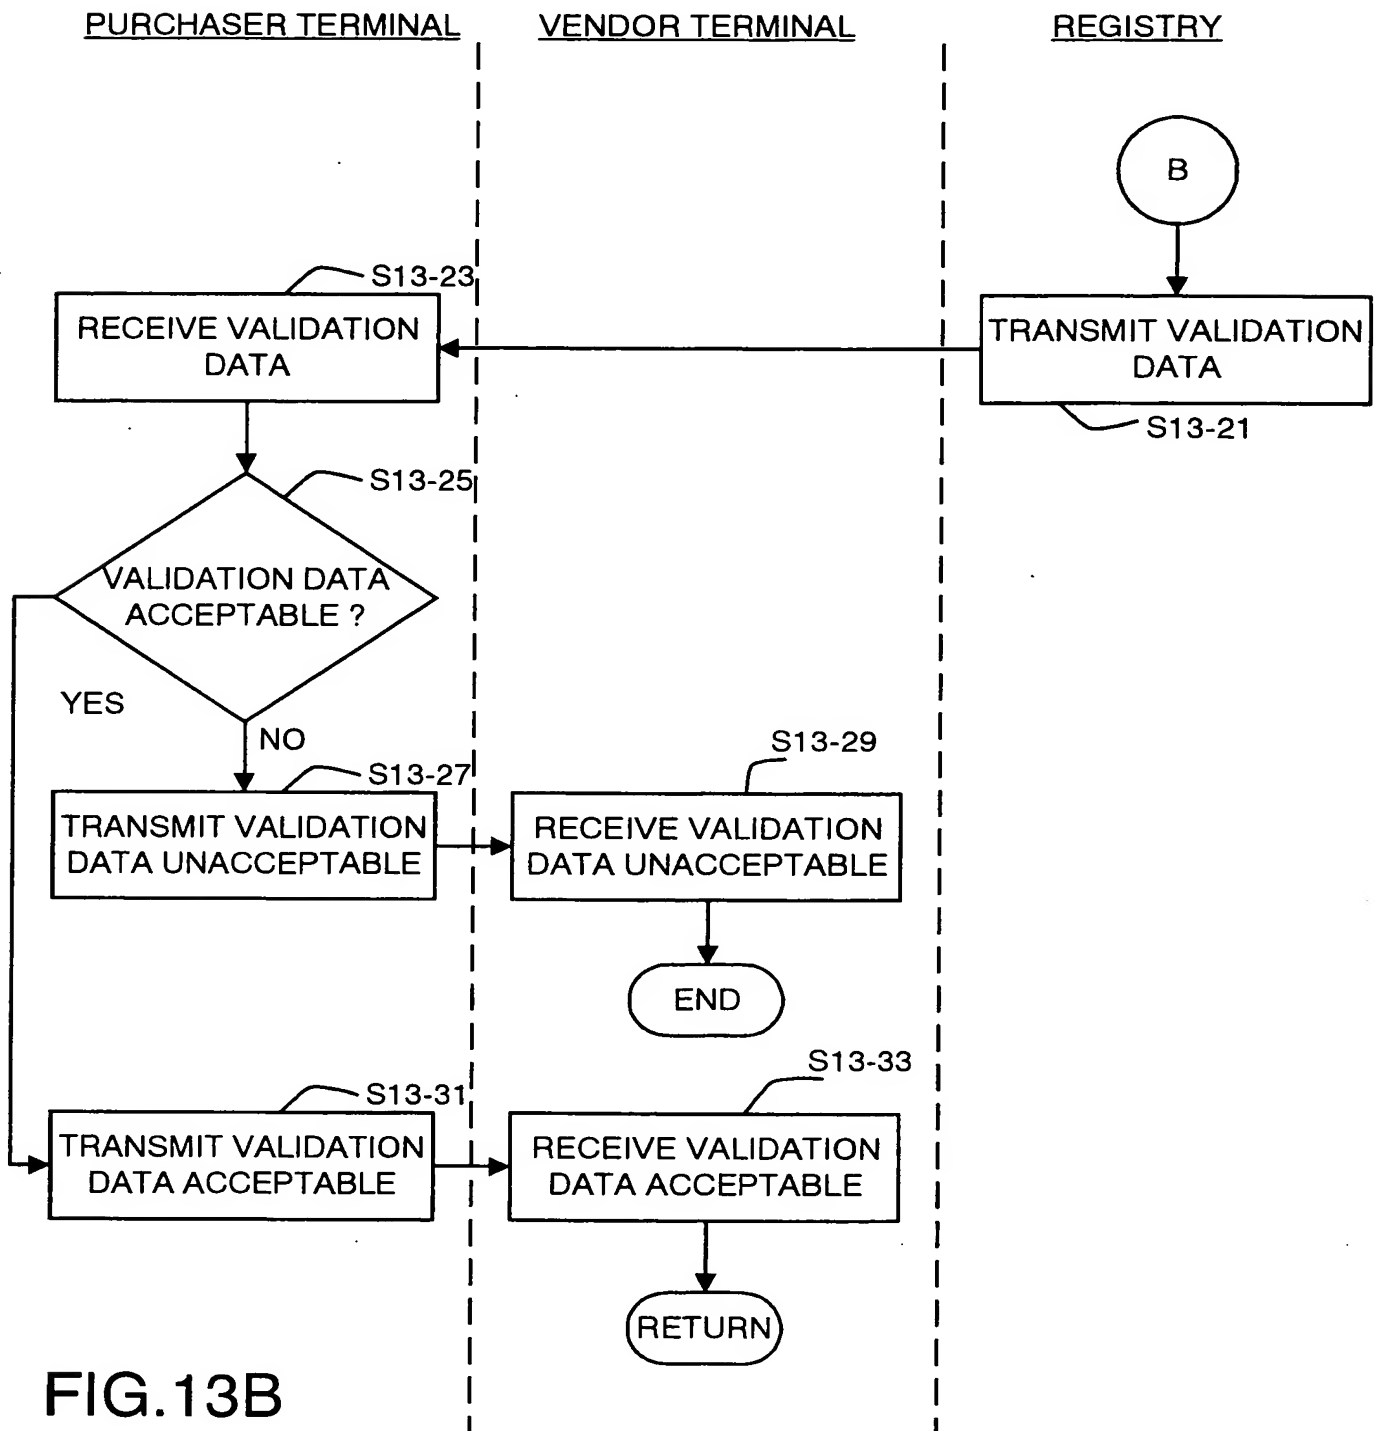 PURCHASER TERMINAL
VENDOR TERMINAL
REGISTRY
B
S13-23
RECEIVE VALIDATION
DATA
TRANSMIT VALIDATION
DATA
S13-21
S13-25
VALIDATION DATA
ACCEPTABLE ?
YES
NO
S13-27
TRANSMIT VALIDATION
DATA UNACCEPTABLE
S13-29
RECEIVE VALIDATION
DATA UNACCEPTABLE
END
S13-31
TRANSMIT VALIDATION
DATA ACCEPTABLE
S13-33
RECEIVE VALIDATION
DATA ACCEPTABLE
RETURN
FIG.13B